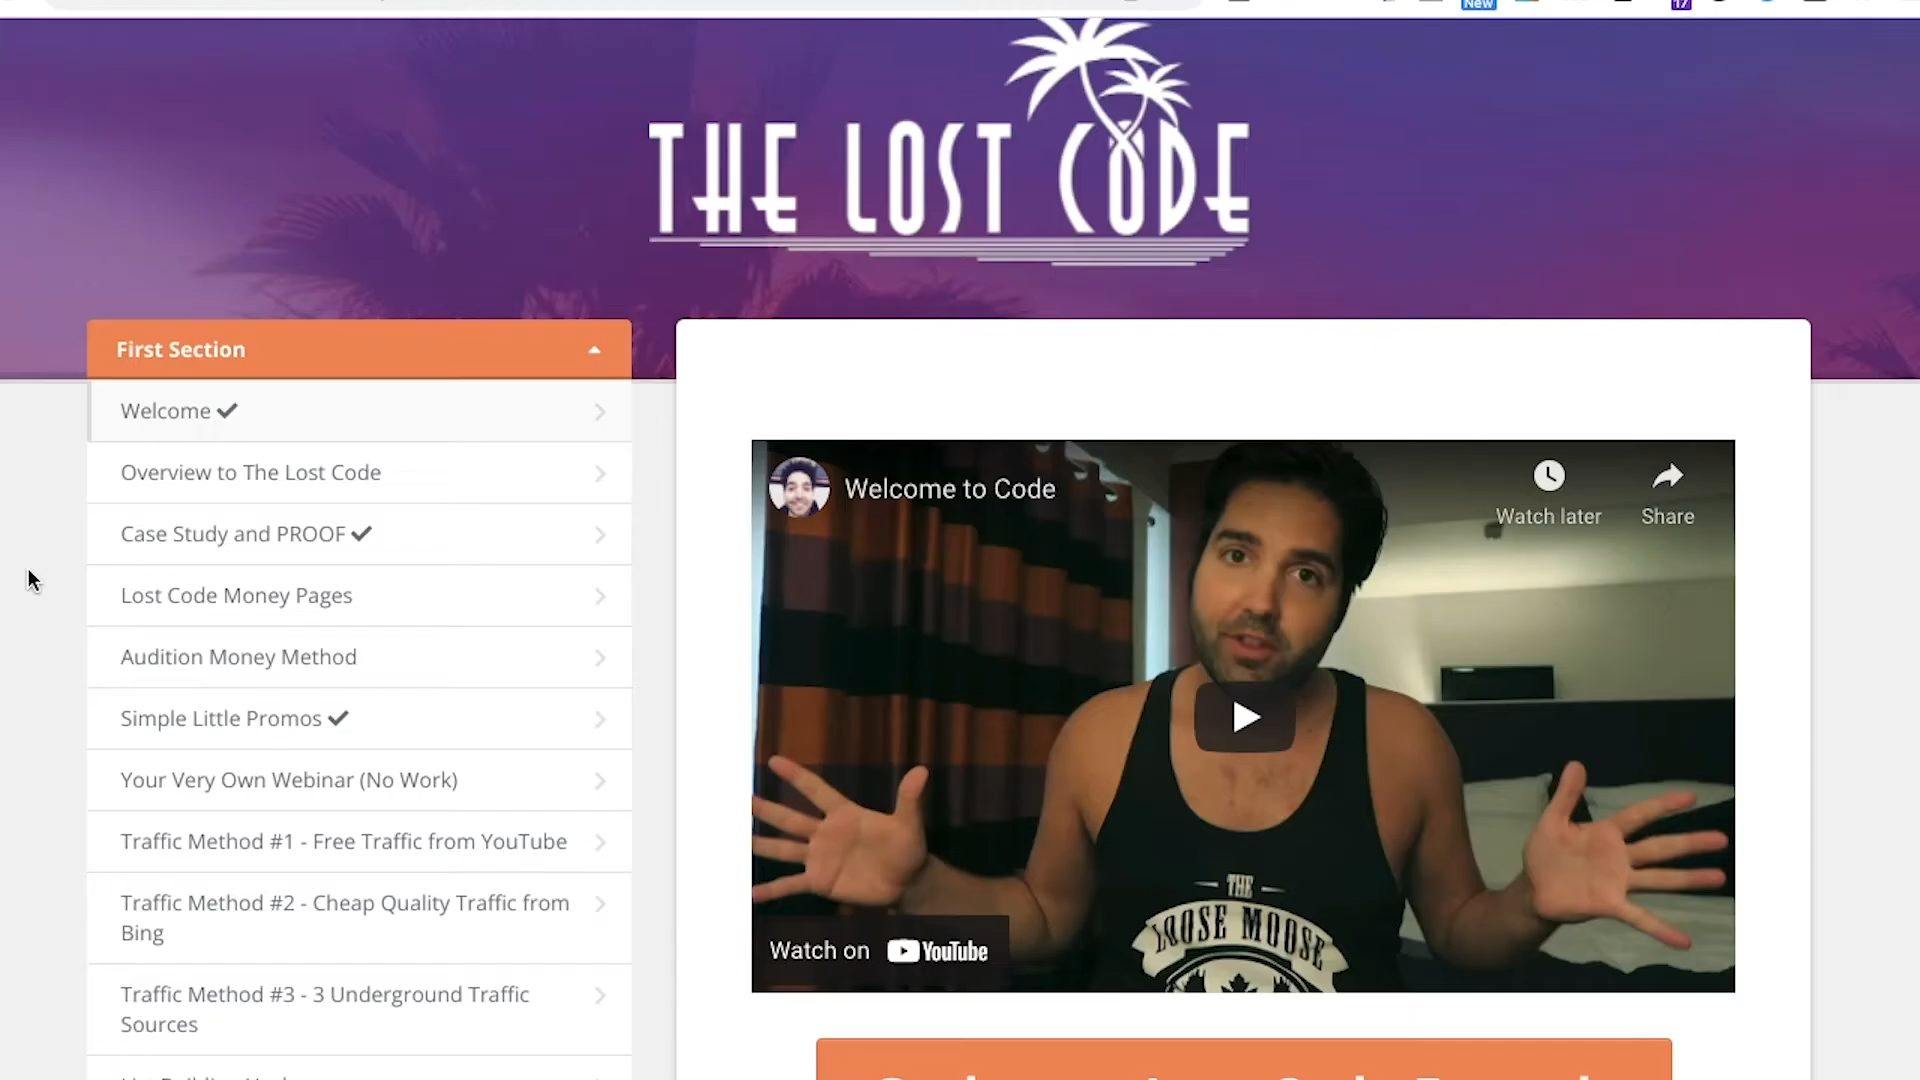 New
17
THE LOST CODE
First Section
Welcome
Overview to The Lost Code
Case Study and PROOF
Lost Code Money Pages
Audition Money Method
Simple Little Promos
Your Very Own Webinar (No Work)
Traffic Method #1 - Free Traffic from YouTube
Traffic Method #2 - Cheap Quality Traffic from
Bing
Traffic Method #3 - 3 Underground Traffic
Sources
Welcome to Code
Watch later
Share
THE
LOOSE MOOSE
Watch on YouTube